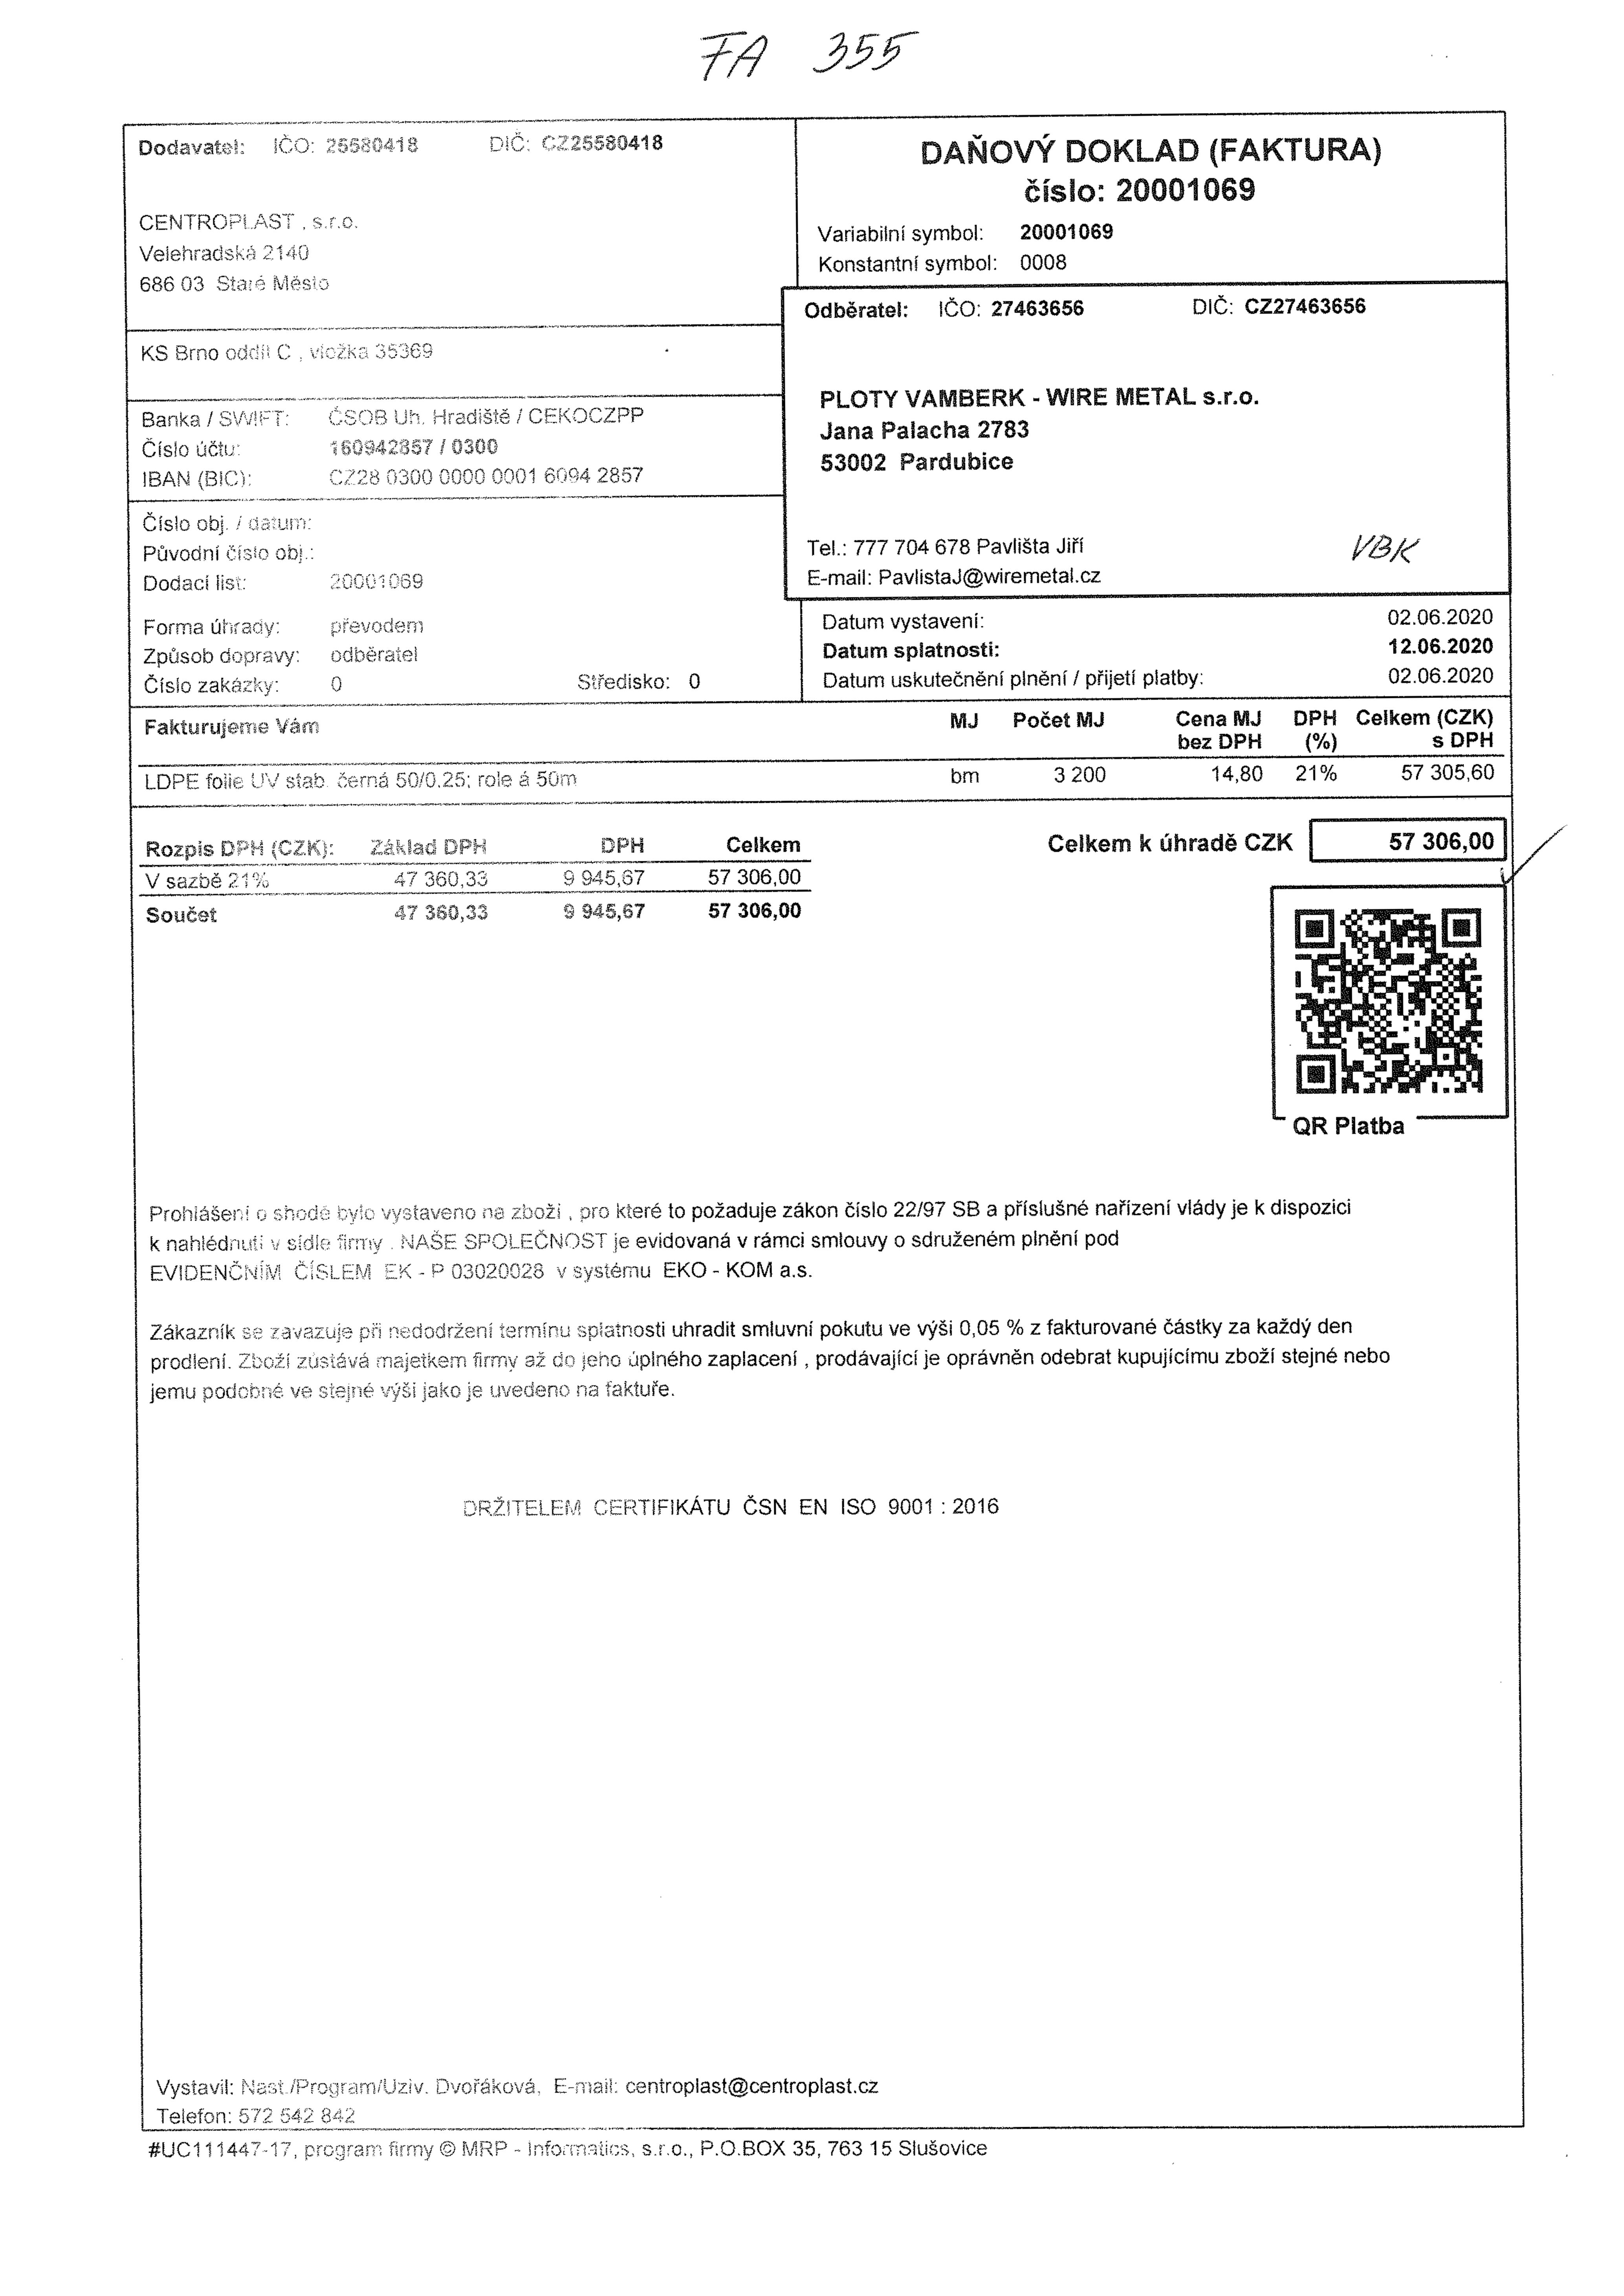 FA 355
Dodavatel: IČO: 25580418 DIČ: CZ25580418
CENTROPLAST , s.r.o.
Velehradská 2140
686 03 Staré Město
KS Brno oddíl C , vložka 35369
Banka / SWIFT: ČSOB Uh. Hradiště / CEKOCZPP
Číslo účtu: 160942857 / 0300
IBAN (BIC): CZ28 0300 0000 0001 6094 2857
Číslo obj. / datum:
Původní číslo obj.:
Dodací list: 20001069
Forma úhrady: převodem
Způsob dopravy: odběratel
Číslo zakázky: 0 Středisko: 0
DAŇOVÝ DOKLAD (FAKTURA)
číslo: 20001069
Variabilní symbol: 20001069
Konstantní symbol: 0008
Odběratel: IČO: 27463656 DIČ: CZ27463656
PLOTY VAMBERK - WIRE METAL s.r.o.
Jana Palacha 2783
53002 Pardubice
Tel.: 777 704 678 Pavlišta Jiří
VBK
E-mail: PavlistaJ@wiremetal.cz
Datum vystavení: 02.06.2020
Datum splatnosti: 12.06.2020
Datum uskutečnění plnění / přijetí platby: 02.06.2020
Fakturujeme Vám MJ Počet MJ Cena MJ DPH Celkem (CZK)
bez DPH (%) s DPH
LDPE folie UV stab. černá 50/0.25; role á 50m bm 3 200 14,80 21% 57 305,60
Rozpis DPH (CZK): Základ DPH DPH Celkem
V sazbě 21% 47 360,33 9 945,67 57 306,00
Součet 47 360,33 9 945,67 57 306,00
Celkem k úhradě CZK 57 306,00
QR Platba
Prohlášení o shodě bylo vystaveno na zboží , pro které to požaduje zákon číslo 22/97 SB a příslušné nařízení vlády je k dispozici
k nahlédnutí v sídle firmy . NAŠE SPOLEČNOST je evidovaná v rámci smlouvy o sdruženém plnění pod
EVIDENČNÍM ČÍSLEM EK - P 03020028 v systému EKO - KOM a.s.
Zákazník se zavazuje při nedodržení termínu splatnosti uhradit smluvní pokutu ve výši 0,05 % z fakturované částky za každý den
prodlení. Zboží zůstává majetkem firmy až do jeho úplného zaplacení , prodávající je oprávněn odebrat kupujícímu zboží stejné nebo
jemu podobné ve stejné výši jako je uvedeno na faktuře.
DRŽITELEM CERTIFIKÁTU ČSN EN ISO 9001 : 2016
Vystavil: Nast./Program/Uziv. Dvořáková, E-mail: centroplast@centroplast.cz
Telefon: 572 542 842
#UC111447-17, program firmy © MRP - Informatics, s.r.o., P.O.BOX 35, 763 15 Slušovice